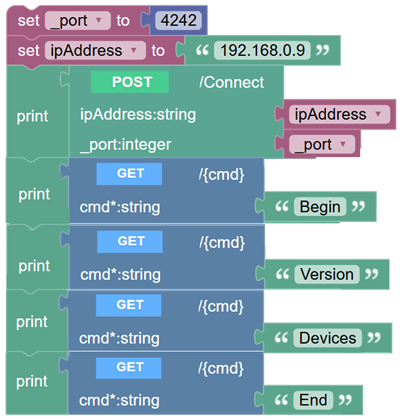 set _port to 4242
set ipAddress to “ 192.168.0.9 ”
POST /Connect
print ipAddress:string ipAddress
_port:integer _port
GET /{cmd}
print cmd*:string “ Begin ”
GET /{cmd}
print cmd*:string “ Version ”
GET /{cmd}
print cmd*:string “ Devices ”
GET /{cmd}
print cmd*:string “ End ”